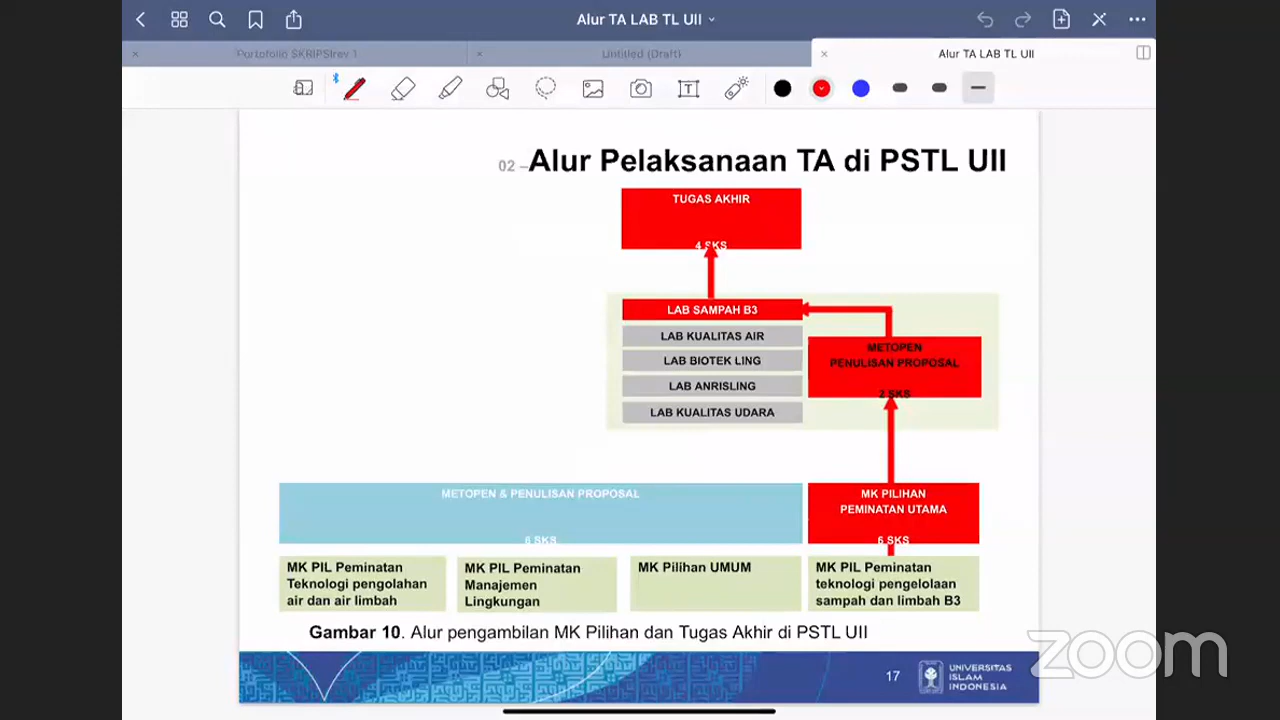 Alur TA LAB TL UII
Portofolio SKRIPSIrev 1
Untitled (Draft)
Alur TA LAB TL UII
02 – Alur Pelaksanaan TA di PSTL UII
TUGAS AKHIR
4 SKS
LAB SAMPAH B3
LAB KUALITAS AIR
LAB BIOTEK LING
LAB ANRISLING
LAB KUALITAS UDARA
METOPEN
PENULISAN PROPOSAL
2 SKS
METOPEN & PENULISAN PROPOSAL
8 SKS
MK PILIHAN
PEMINATAN UTAMA
6 SKS
MK PIL Peminatan
Teknologi pengolahan
air dan air limbah
MK PIL Peminatan
Manajemen
Lingkungan
MK Pilihan UMUM
MK PIL Peminatan
teknologi pengelolaan
sampah dan limbah B3
Gambar 10. Alur pengambilan MK Pilihan dan Tugas Akhir di PSTL UII
17
UNIVERSITAS
ISLAM
INDONESIA
zoom